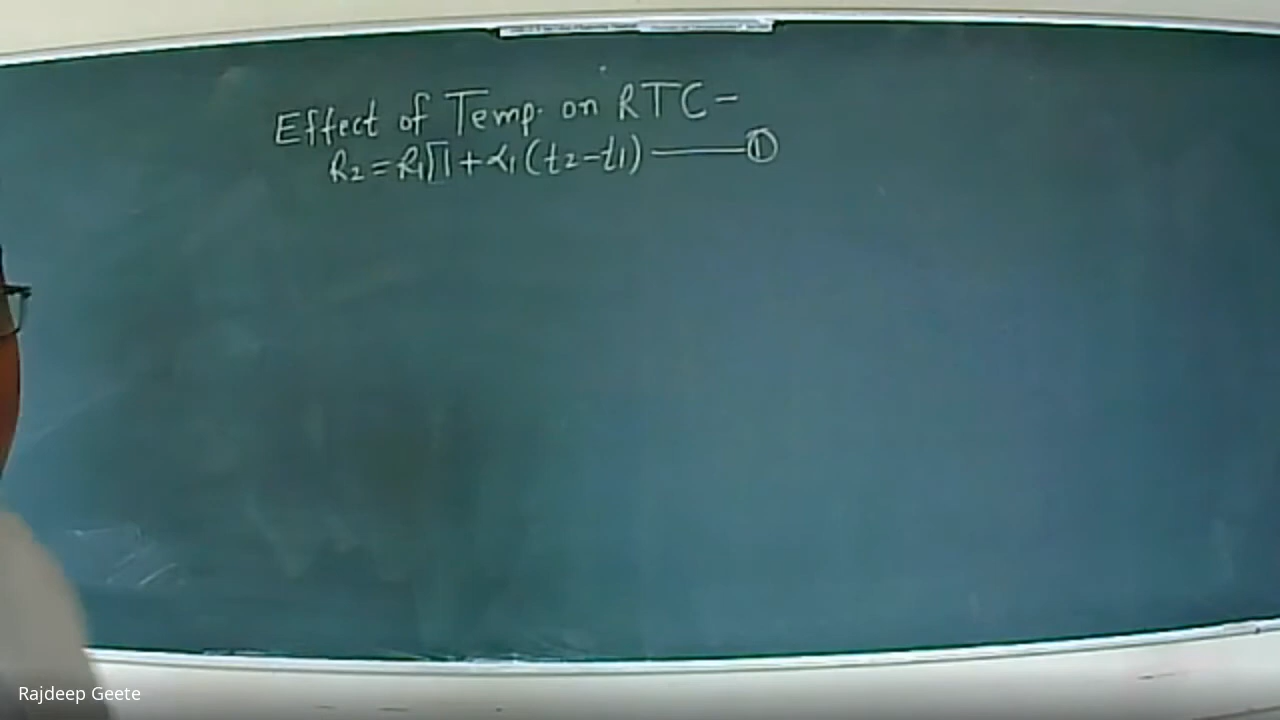 Effect of Temp. on RTC -
R₂ = R₁[1 + α₁(t₂ - t₁) —— ①
Rajdeep Geete